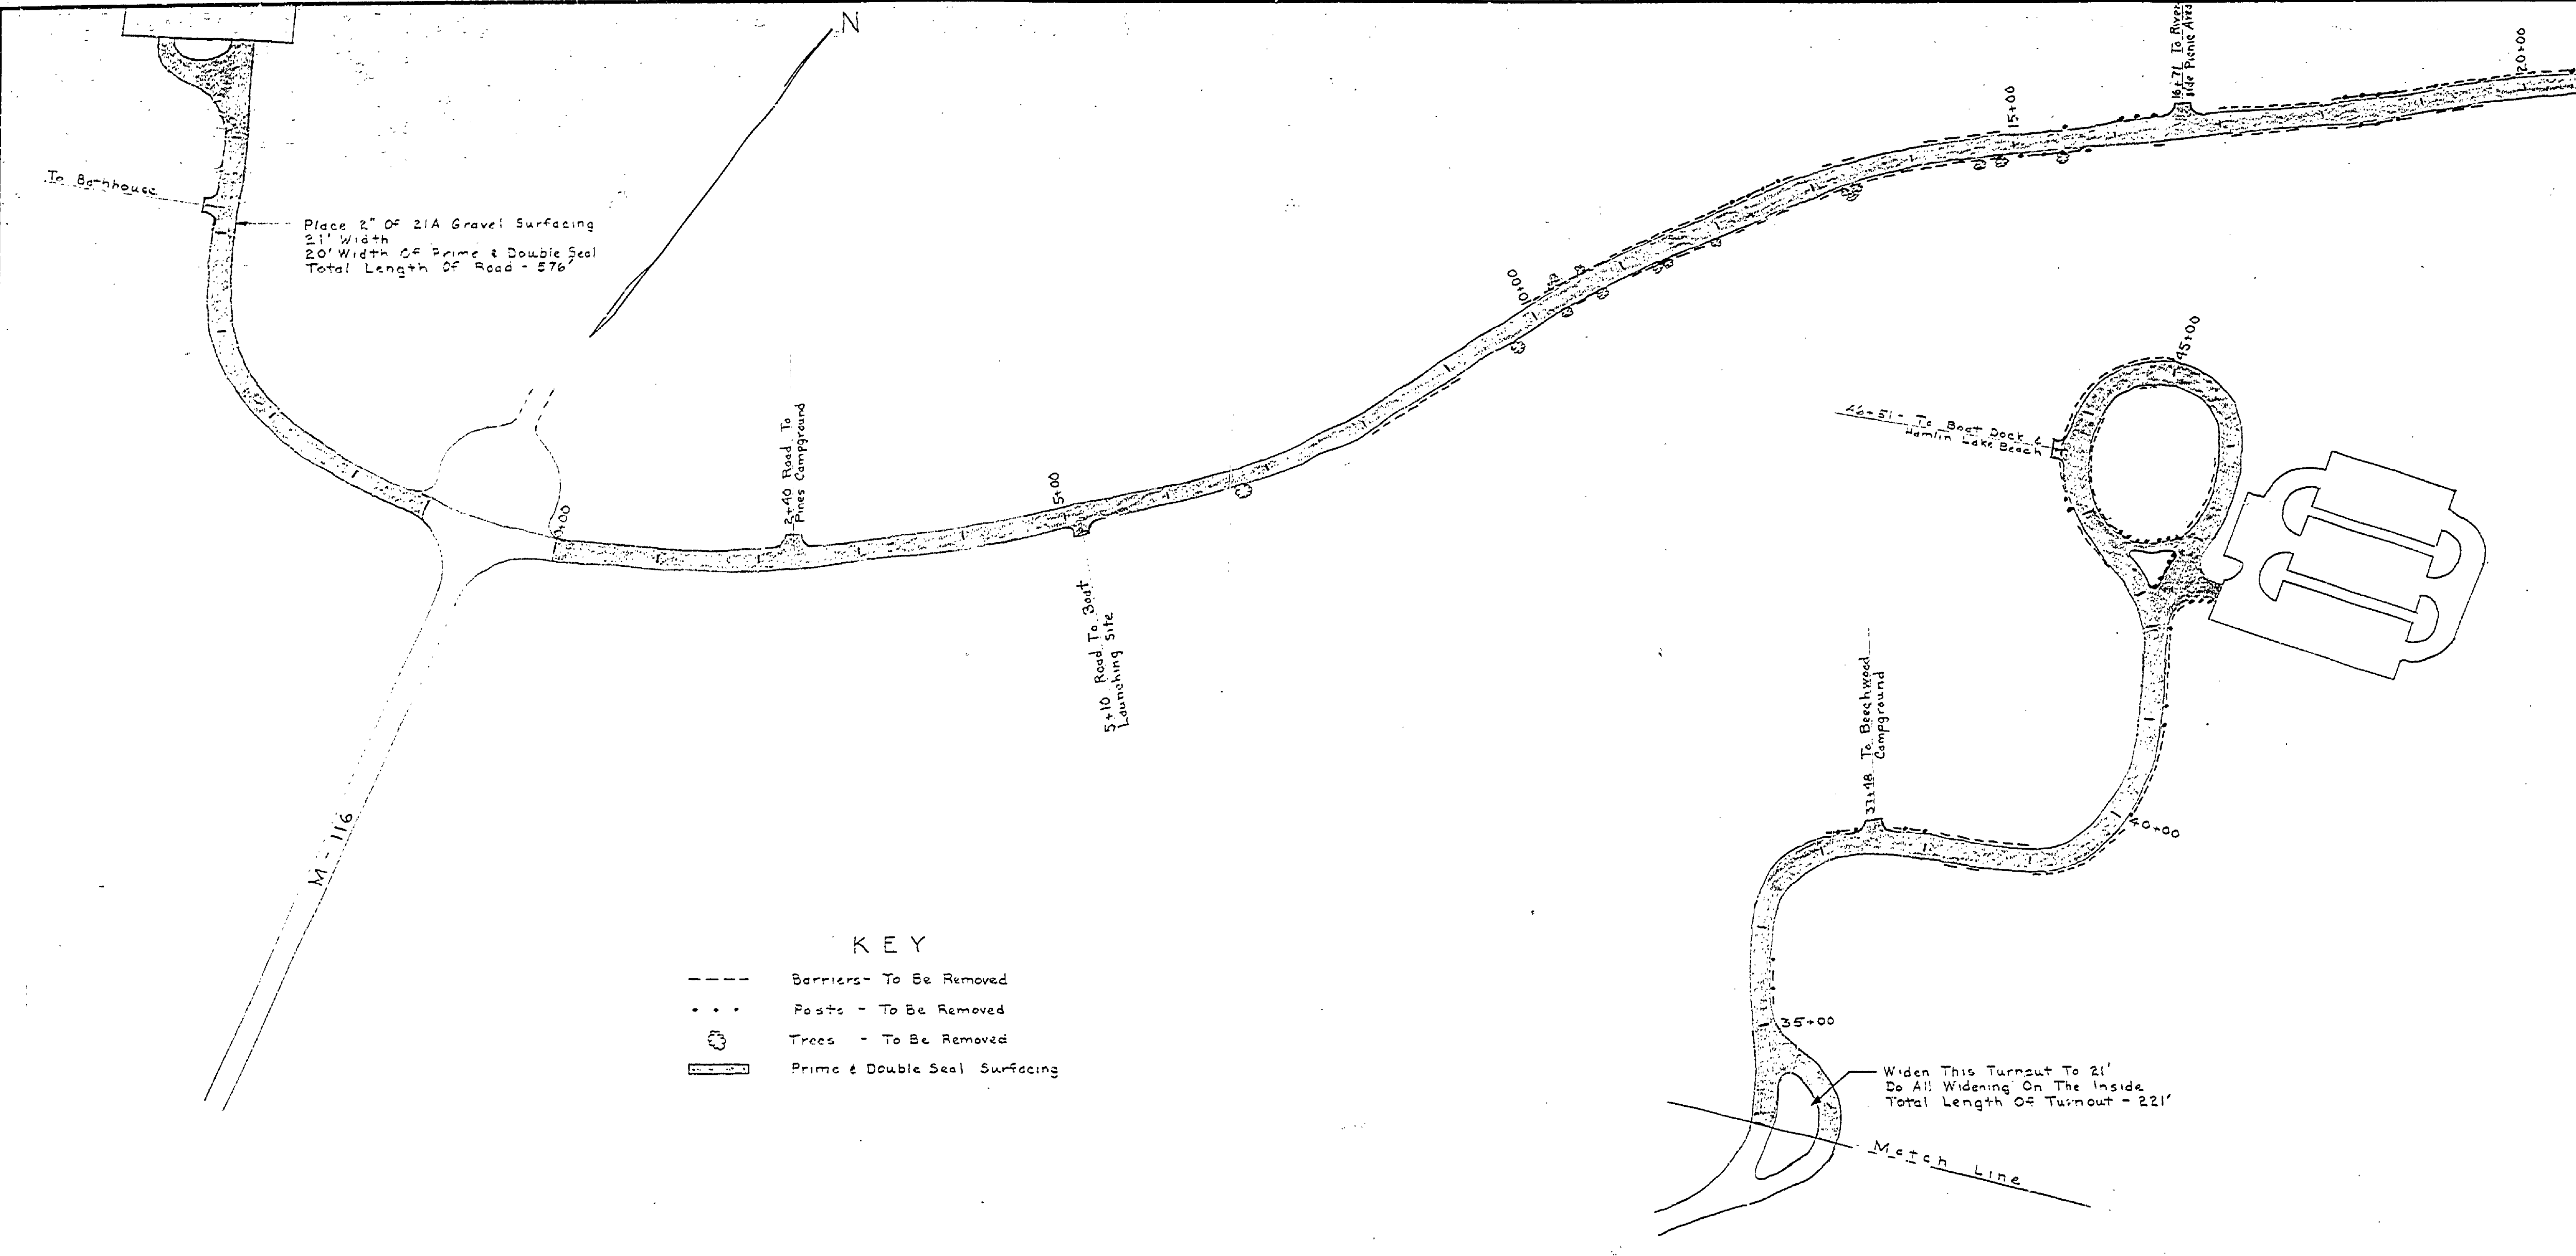 N
16+71 To River-
side Picnic Area
20+00
15+00
To Bathhouse
Place 2" Of 21A Gravel Surfacing
21' Width
20' Width Of Prime & Double Seal
Total Length Of Road - 576'
10+00
45+00
46+51 - To Boat Dock &
Hamlin Lake Beach
2+40 Road To
Pines Campground
5+00
0+00
5+10 Road To Boat
Launching Site
37+48 To Beechwood
Campground
40+00
M-116
KEY
Barriers - To Be Removed
Posts - To Be Removed
Trees - To Be Removed
Prime & Double Seal Surfacing
35+00
Widen This Turnout To 21'
Do All Widening On The Inside
Total Length Of Turnout - 221'
Match Line